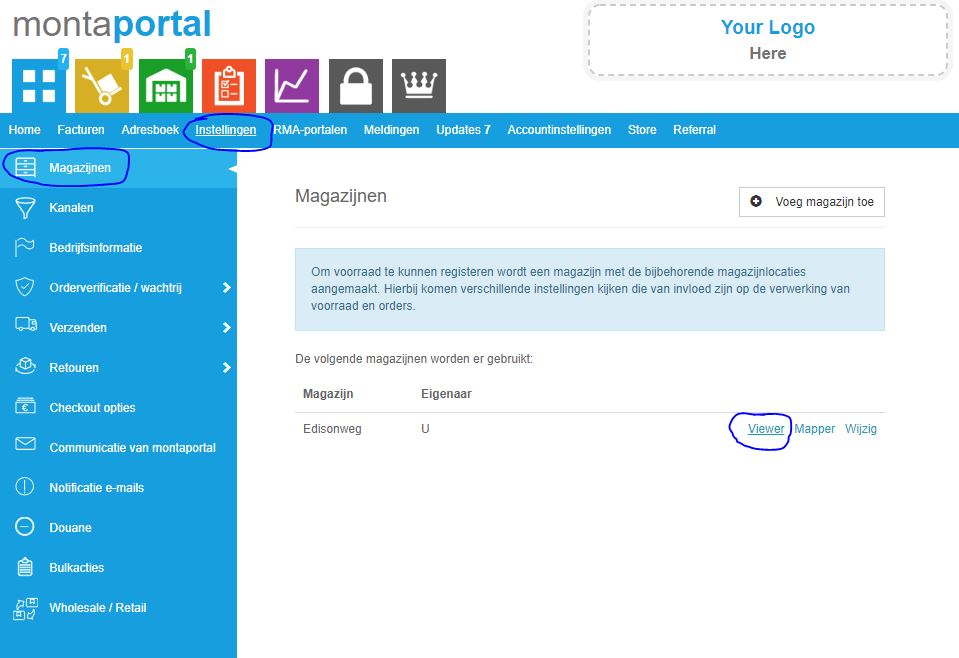 montaportal
Your Logo
Here
7
1
1
Home Facturen Adresboek Instellingen RMA-portalen Meldingen Updates 7 Accountinstellingen Store Referral
Magazijnen
Kanalen
Bedrijfsinformatie
Orderverificatie / wachtrij
Verzenden
Retouren
Checkout opties
Communicatie van montaportal
Notificatie e-mails
Douane
Bulkacties
Wholesale / Retail
Magazijnen
Voeg magazijn toe
Om voorraad te kunnen registeren wordt een magazijn met de bijbehorende magazijnlocaties
aangemaakt. Hierbij komen verschillende instellingen kijken die van invloed zijn op de verwerking van
voorraad en orders.
De volgende magazijnen worden er gebruikt:
Magazijn Eigenaar
Edisonweg U Viewer Mapper Wijzig